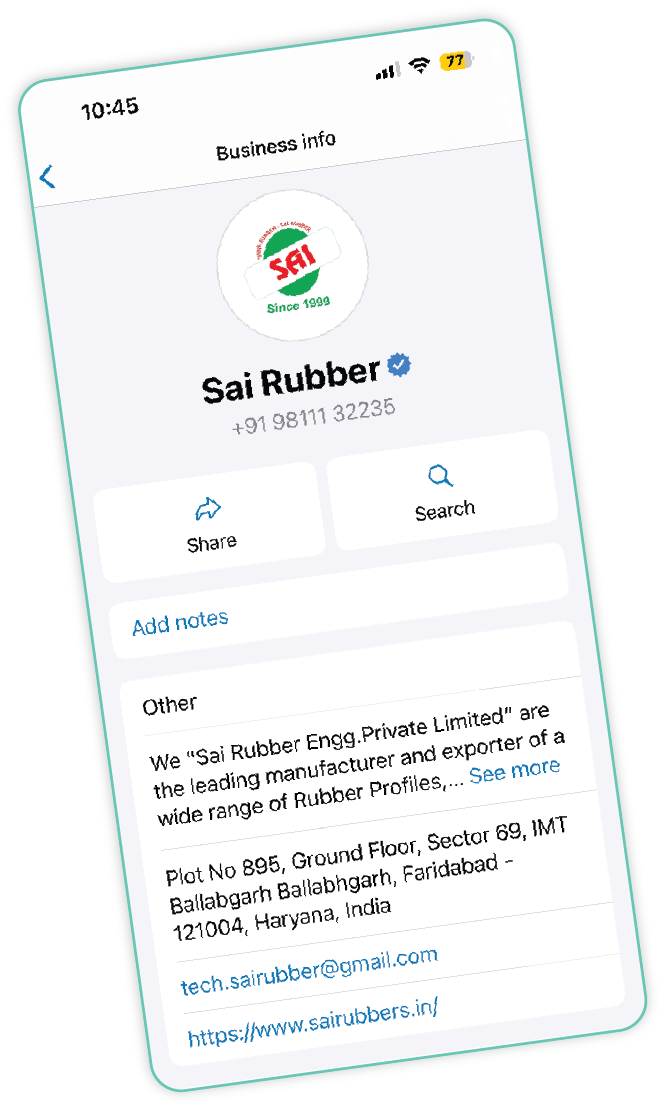 10:45
77
Business info
SAI
Since 1999
Sai Rubber
+91 98111 32235
Share
Search
Add notes
Other
We “Sai Rubber Engg.Private Limited” are
the leading manufacturer and exporter of a
wide range of Rubber Profiles,... See more
Plot No 895, Ground Floor, Sector 69, IMT
Ballabgarh Ballabhgarh, Faridabad -
121004, Haryana, India
tech.sairubber@gmail.com
https://www.sairubbers.in/